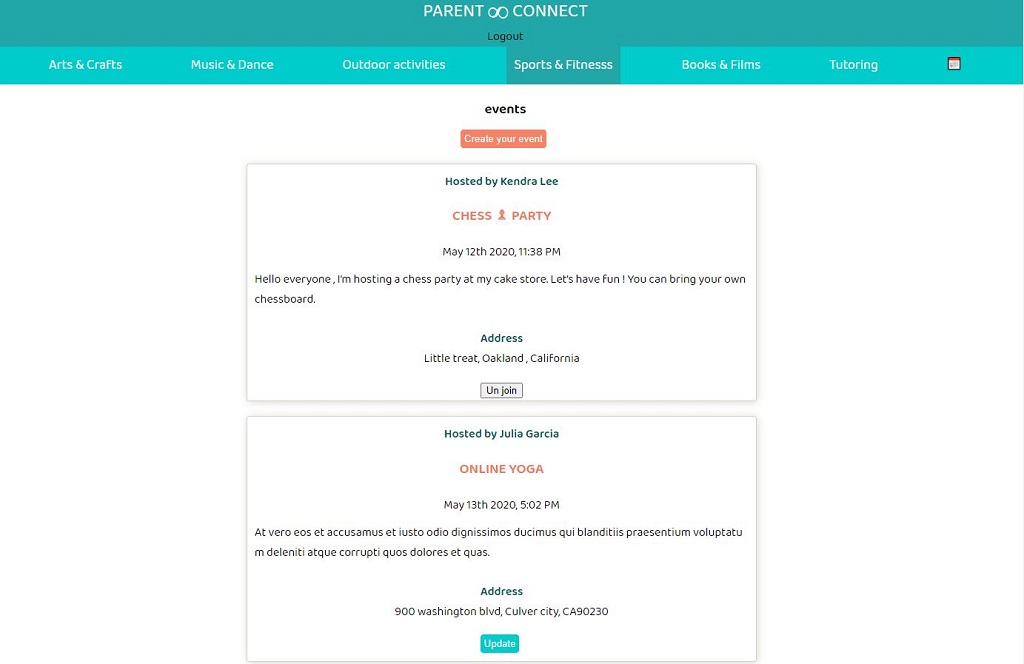 PARENT ∞ CONNECT
Logout
Arts & Crafts Music & Dance Outdoor activities Sports & Fitnesss Books & Films Tutoring
events
Create your event
Hosted by Kendra Lee
CHESS PARTY
May 12th 2020, 11:38 PM
Hello everyone , I'm hosting a chess party at my cake store. Let's have fun ! You can bring your own
chessboard.
Address
Little treat, Oakland , California
Un join
Hosted by Julia Garcia
ONLINE YOGA
May 13th 2020, 5:02 PM
At vero eos et accusamus et iusto odio dignissimos ducimus qui blanditiis praesentium voluptatu
m deleniti atque corrupti quos dolores et quas.
Address
900 washington blvd, Culver city, CA90230
Update